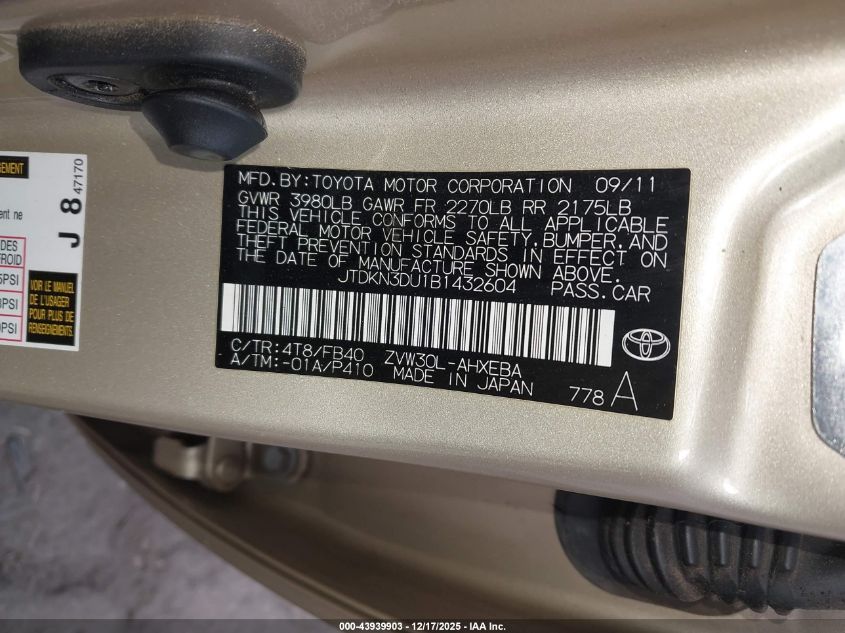 MFD.BY:TOYOTA MOTOR CORPORATION 09/11
GVWR 3980LB GAWR FR 2270LB RR 2175LB
THIS VEHICLE CONFORMS TO ALL APPLICABLE
FEDERAL MOTOR VEHICLE SAFETY, BUMPER, AND
THEFT PREVENTION STANDARDS IN EFFECT ON
THE DATE OF MANUFACTURE SHOWN ABOVE.
JTDKN3DU1B1432604 PASS.CAR
C/TR:4T8/FB40 ZVW30L-AHXEBA
A/TM:-01A/P410 MADE IN JAPAN
778 A
J 8 47170
VOIR LE MANUEL
DE L'USAGER
POUR PLUS DE
RENSEIGNEMENTS
000-43939903 - 12/17/2025 - IAA Inc.